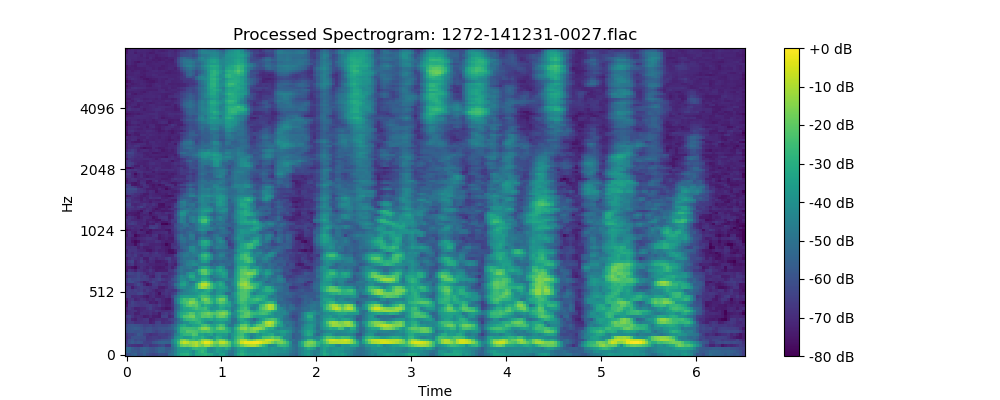 Processed Spectrogram: 1272-141231-0027.flac
4096
2048
1024
512
0
Hz
0 1 2 3 4 5 6
Time
+0 dB
-10 dB
-20 dB
-30 dB
-40 dB
-50 dB
-60 dB
-70 dB
-80 dB